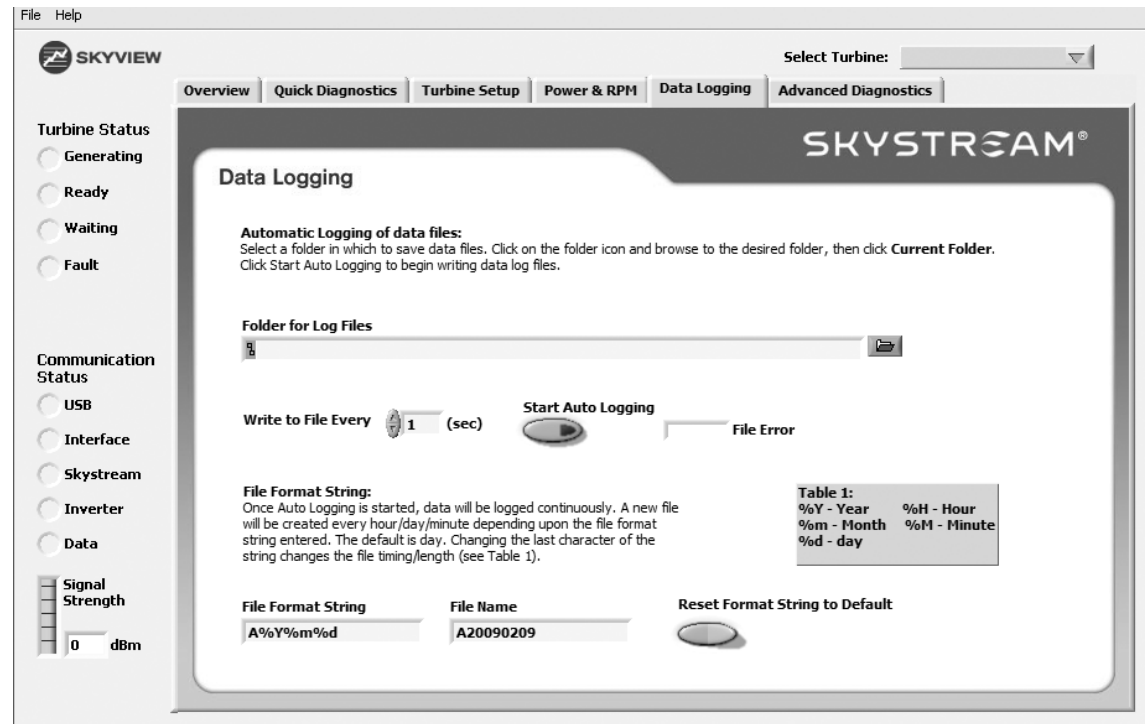 File Help
SKYVIEW
Select Turbine:
Overview Quick Diagnostics Turbine Setup Power & RPM Data Logging Advanced Diagnostics
Turbine Status
Generating
Ready
Waiting
Fault
Communication
Status
USB
Interface
Skystream
Inverter
Data
Signal
Strength
0 dBm
SKYSTREAM®
Data Logging
Automatic Logging of data files:
Select a folder in which to save data files. Click on the folder icon and browse to the desired folder, then click Current Folder.
Click Start Auto Logging to begin writing data log files.
Folder for Log Files
Write to File Every 1 (sec)
Start Auto Logging
File Error
File Format String:
Once Auto Logging is started, data will be logged continuously. A new file
will be created every hour/day/minute depending upon the file format
string entered. The default is day. Changing the last character of the
string changes the file timing/length (see Table 1).
Table 1:
%Y - Year %H - Hour
%m - Month %M - Minute
%d - day
File Format String
A%Y%m%d
File Name
A20090209
Reset Format String to Default